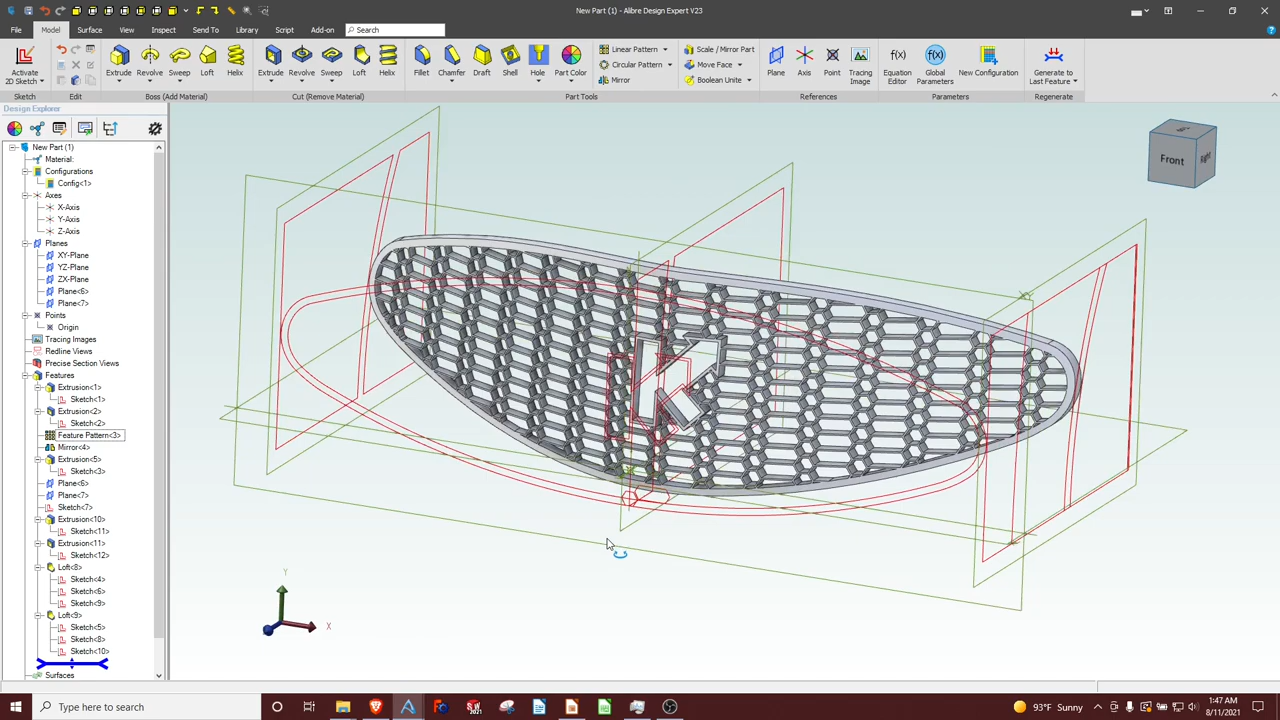 New Part (1) - Alibre Design Expert V23
File
Model
Surface
View
Inspect
Send To
Library
Script
Add-on
Search
Activate
2D Sketch
Extrude
Revolve
Sweep
Loft
Helix
Extrude
Revolve
Sweep
Loft
Helix
Fillet
Chamfer
Draft
Shell
Hole
Part Color
Linear Pattern
Circular Pattern
Mirror
Scale / Mirror Part
Move Face
Boolean Unite
Plane
Axis
Point
Tracing
Image
Equation
Editor
Global
Parameters
New Configuration
Generate to
Last Feature
Sketch
Edit
Boss (Add Material)
Cut (Remove Material)
Part Tools
References
Parameters
Regenerate
Design Explorer
New Part (1)
Material:
Configurations
Config<1>
Axes
X-Axis
Y-Axis
Z-Axis
Planes
XY-Plane
YZ-Plane
ZX-Plane
Plane<6>
Plane<7>
Points
Origin
Tracing Images
Redline Views
Precise Section Views
Features
Extrusion<1>
Sketch<1>
Extrusion<2>
Sketch<2>
Feature Pattern<3>
Mirror<4>
Extrusion<5>
Sketch<3>
Plane<6>
Plane<7>
Sketch<7>
Extrusion<10>
Sketch<11>
Extrusion<11>
Sketch<12>
Loft<8>
Sketch<4>
Sketch<6>
Sketch<9>
Loft<9>
Sketch<5>
Sketch<8>
Sketch<10>
Surfaces
Front
Right
Y
X
Type here to search
93°F Sunny
1:47 AM
8/11/2021